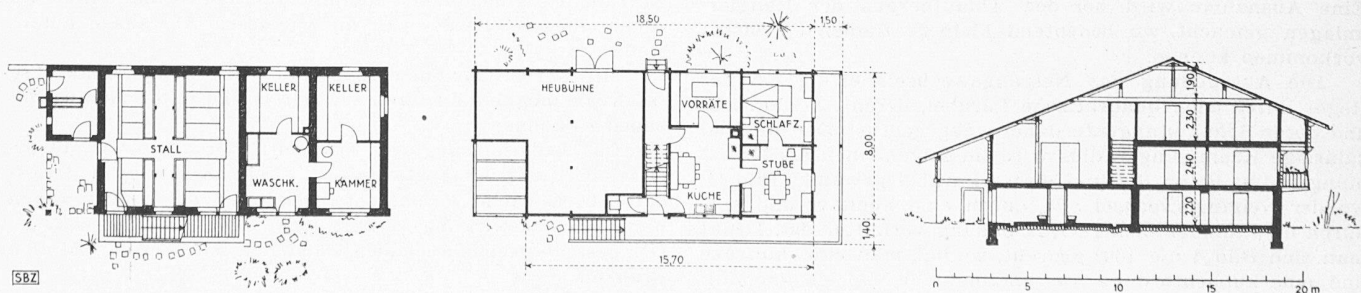 KELLER
KELLER
STALL
WASCHK.
KAMMER
SBZ
18,50
1,50
HEUBÜHNE
VORRÄTE
SCHLAFZ.
STUBE
KÜCHE
8,00
1,40
15,70
1,90
2,30
2,40
2,20
0 5 10 15 20 m